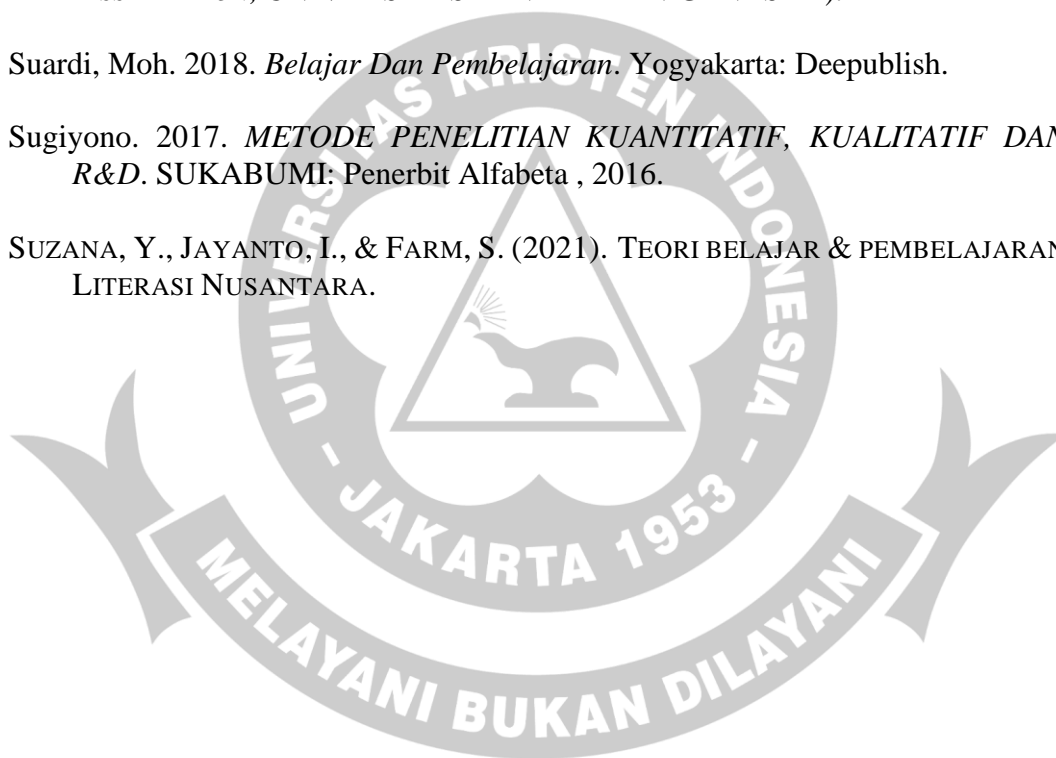 Suardi, Moh. 2018. Belajar Dan Pembelajaran. Yogyakarta: Deepublish.
Sugiyono. 2017. METODE PENELITIAN KUANTITATIF, KUALITATIF DAN
R&D. SUKABUMI: Penerbit Alfabeta , 2016.
SUZANA, Y., JAYANTO, I., & FARM, S. (2021). TEORI BELAJAR & PEMBELAJARAN
LITERASI NUSANTARA.
UNIVERSITAS KRISTEN INDONESIA
- JAKARTA 1953 -
MELAYANI BUKAN DILAYANI